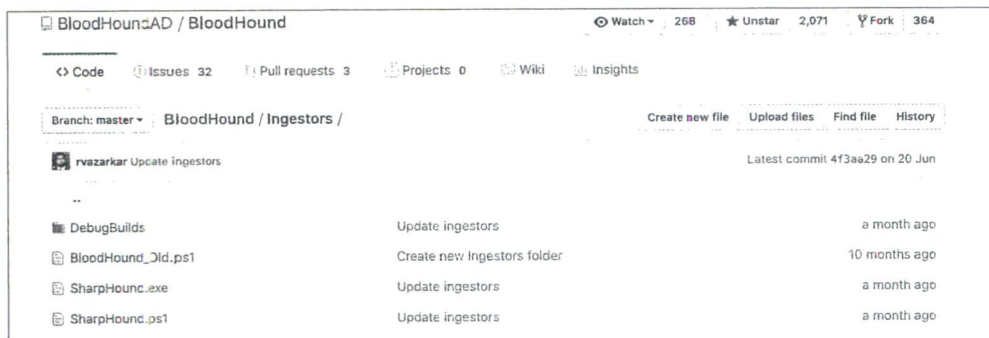 BloodHoundAD / BloodHound Watch 268 Unstar 2,071 Fork 364
<> Code Issues 32 Pull requests 3 Projects 0 Wiki Insights
Branch: master BloodHound / Ingestors / Create new file Upload files Find file History
rvazarkar Update ingestors Latest commit 4f3aa29 on 20 Jun
..
DebugBuilds Update ingestors a month ago
BloodHound_Old.ps1 Create new Ingestors folder 10 months ago
SharpHound.exe Update ingestors a month ago
SharpHound.ps1 Update ingestors a month ago